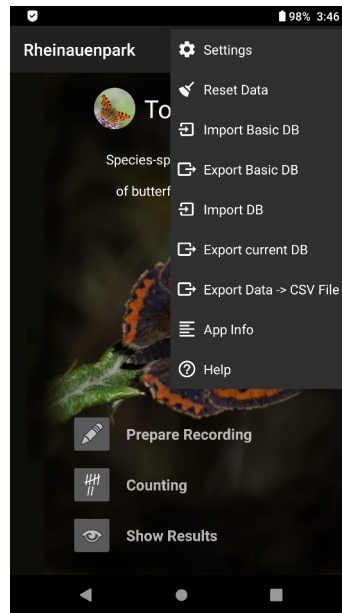 98% 3:46
Rheinauenpark
Settings
Reset Data
To
Import Basic DB
Species-sp
Export Basic DB
of butterf
Import DB
Export current DB
Export Data -> CSV File
App Info
Help
Prepare Recording
Counting
Show Results